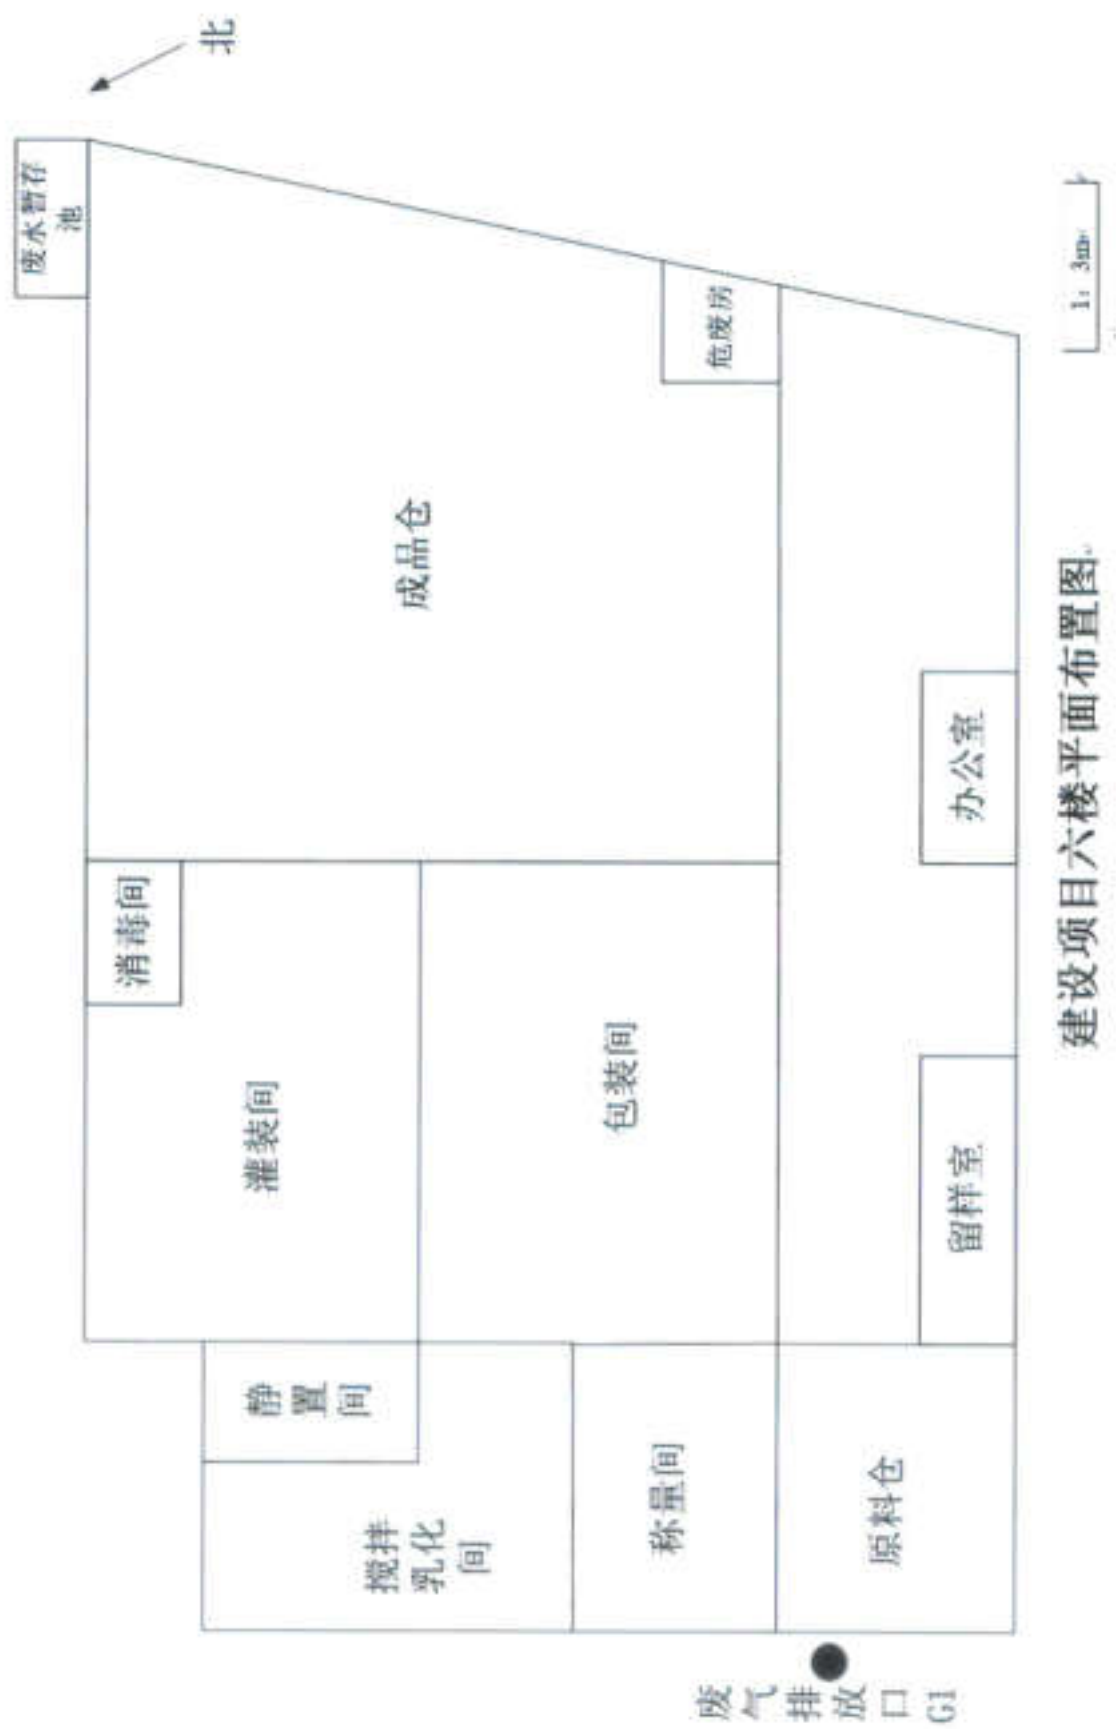 北
废水暂存
池
危废房
成品仓
消毒间
办公室
灌装间
包装间
留样室
静
置
间
搅拌
乳化
间
称量间
原料仓
废
气
排
放
口
G1
1: 3m
建设项目六楼平面布置图